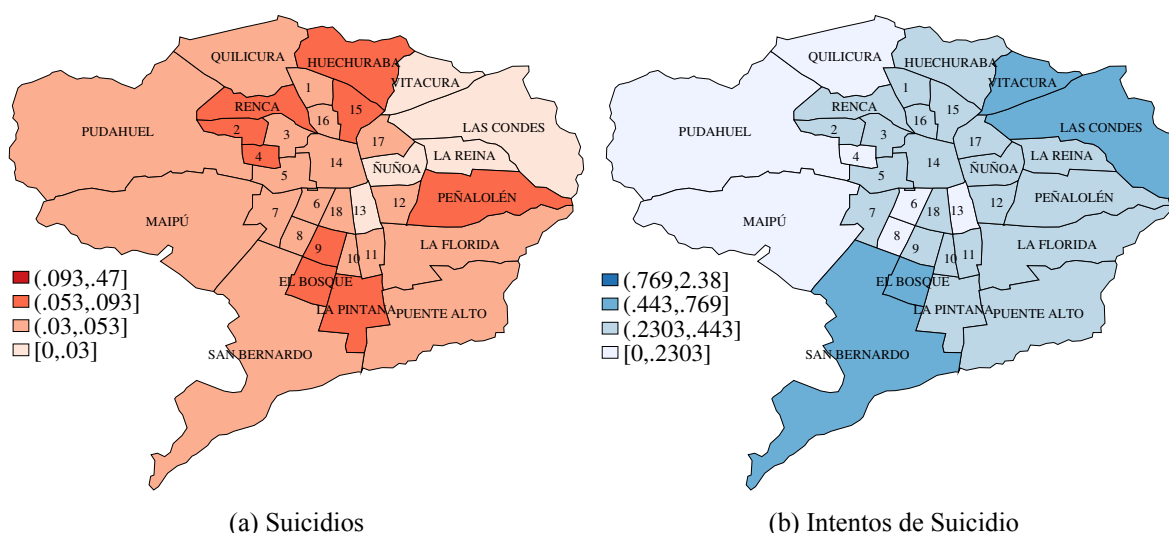 QUILICURA
HUECHURABA
VITACURA
1
RENCA
15
LAS CONDES
PUDAHUEL
2
3
16
17
4
14
LA REINA
ÑUÑOA
5
PEÑALOLÉN
MAIPÚ
7
6
18
13
12
8
9
10
11
LA FLORIDA
EL BOSQUE
LA PINTANA
PUENTE ALTO
SAN BERNARDO
(.093,.47]
(.053,.093]
(.03,.053]
[0,.03]
(a) Suicidios
QUILICURA
HUECHURABA
VITACURA
1
RENCA
15
LAS CONDES
PUDAHUEL
2
3
16
17
4
14
LA REINA
ÑUÑOA
5
PEÑALOLÉN
MAIPÚ
7
6
18
13
12
8
9
10
11
LA FLORIDA
EL BOSQUE
LA PINTANA
PUENTE ALTO
SAN BERNARDO
(.769,2.38]
(.443,.769]
(.2303,.443]
[0,.2303]
(b) Intentos de Suicidio